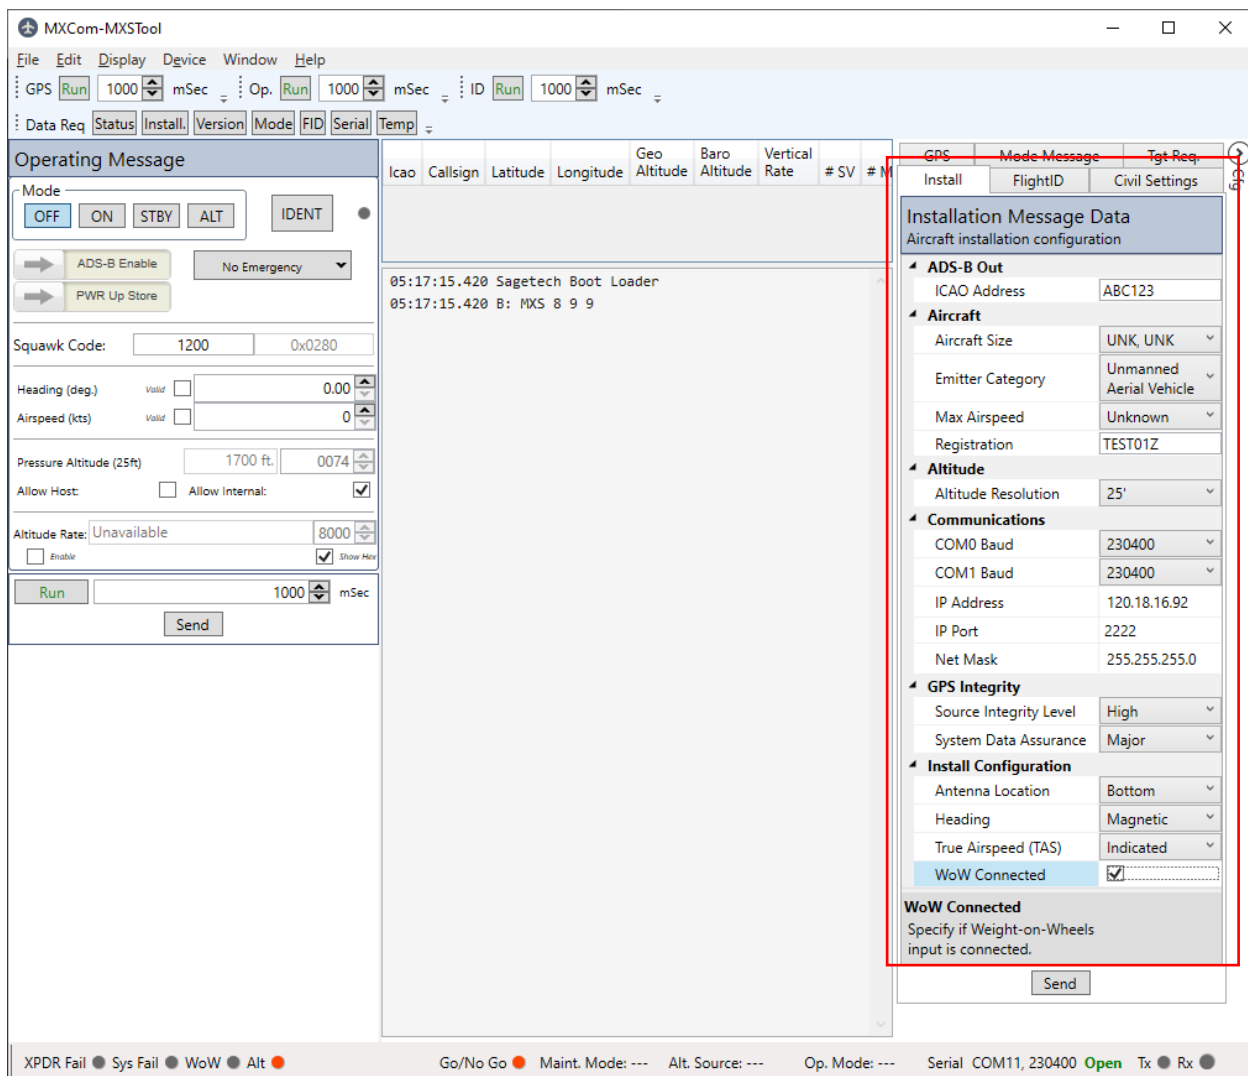 MXCom-MXSTool
File Edit Display Device Window Help
GPS Run 1000 mSec Op. Run 1000 mSec ID Run 1000 mSec
Data Req Status Install. Version Mode FID Serial Temp
Operating Message
Mode
OFF ON STBY ALT IDENT
ADS-B Enable No Emergency
PWR Up Store
Squawk Code: 1200 0x0280
Heading (deg.) Valid 0.00
Airspeed (kts) Valid 0
Pressure Altitude (25ft) 1700 ft. 0074
Allow Host: Allow Internal:
Altitude Rate: Unavailable 8000
Enable Show Hex
Run 1000 mSec
Send
Icao Callsign Latitude Longitude Geo Altitude Baro Altitude Vertical Rate # SV # M
05:17:15.420 Sagetech Boot Loader
05:17:15.420 B: MXS 8 9 9
GPS Mode Message Tgt Req.
Install FlightID Civil Settings
Cfg
Installation Message Data
Aircraft installation configuration
ADS-B Out
ICAO Address ABC123
Aircraft
Aircraft Size UNK, UNK
Emitter Category Unmanned Aerial Vehicle
Max Airspeed Unknown
Registration TEST01Z
Altitude
Altitude Resolution 25'
Communications
COM0 Baud 230400
COM1 Baud 230400
IP Address 120.18.16.92
IP Port 2222
Net Mask 255.255.255.0
GPS Integrity
Source Integrity Level High
System Data Assurance Major
Install Configuration
Antenna Location Bottom
Heading Magnetic
True Airspeed (TAS) Indicated
WoW Connected
WoW Connected
Specify if Weight-on-Wheels
input is connected.
Send
XPDR Fail Sys Fail WoW Alt Go/No Go Maint. Mode: --- Alt. Source: --- Op. Mode: --- Serial COM11, 230400 Open Tx Rx